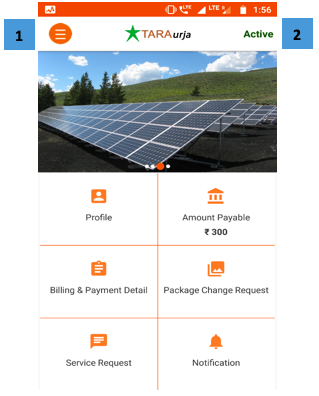 LTE LTE 1:56
1
TARAurja
Active
2
Profile
Amount Payable
₹ 300
Billing & Payment Detail
Package Change Request
Service Request
Notification